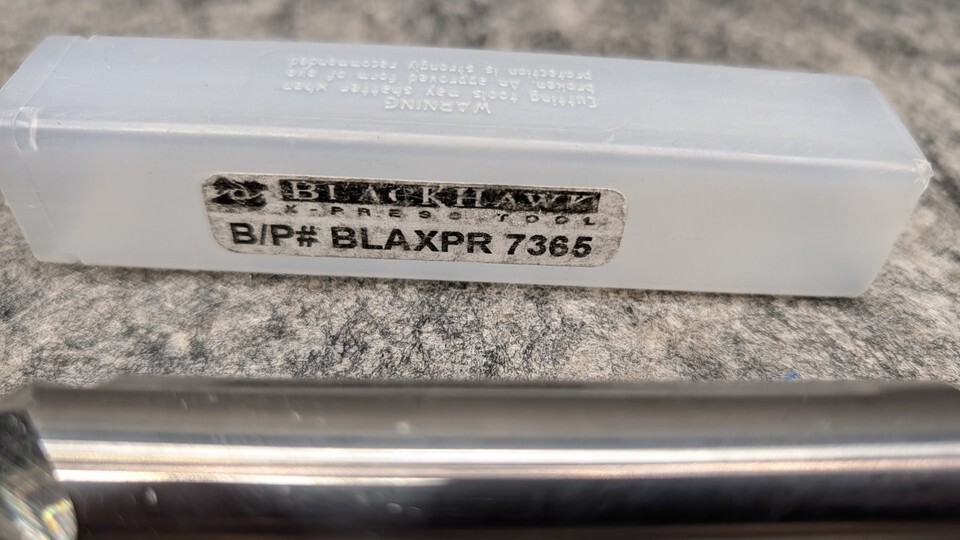 WARNING
Cutting tools may shatter when
broken. An approved form of eye
protection is strongly recommended
BLACKHAWK
X-PRESS TOOL
B/P# BLAXPR 7365